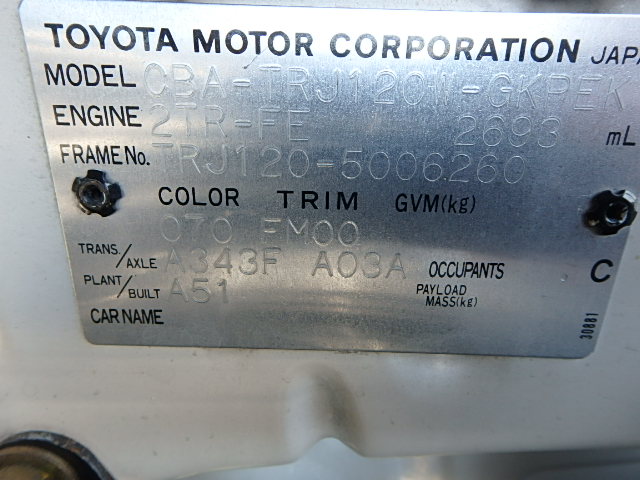 TOYOTA MOTOR CORPORATION JAPA
MODEL CBA-TRJ120W-GKPEK
ENGINE 2TR-FE 2693 mL
FRAME No. TRJ120-5006260
COLOR TRIM GVM(kg)
070 FM00
TRANS./AXLE A343F A03A OCCUPANTS C
PLANT/BUILT A51 PAYLOAD MASS(kg)
CAR NAME
30881